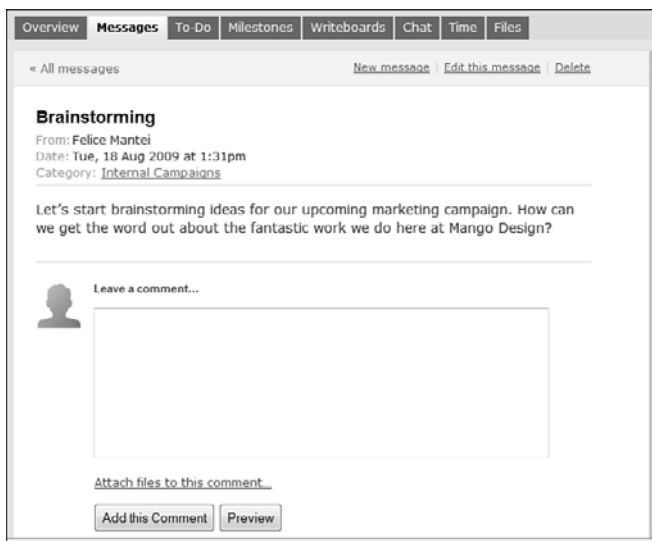 Overview Messages To-Do Milestones Writeboards Chat Time Files
« All messages New message | Edit this message | Delete
Brainstorming
From: Felice Mantei
Date: Tue, 18 Aug 2009 at 1:31pm
Category: Internal Campaigns
Let's start brainstorming ideas for our upcoming marketing campaign. How can
we get the word out about the fantastic work we do here at Mango Design?
Leave a comment...
Attach files to this comment...
Add this Comment Preview